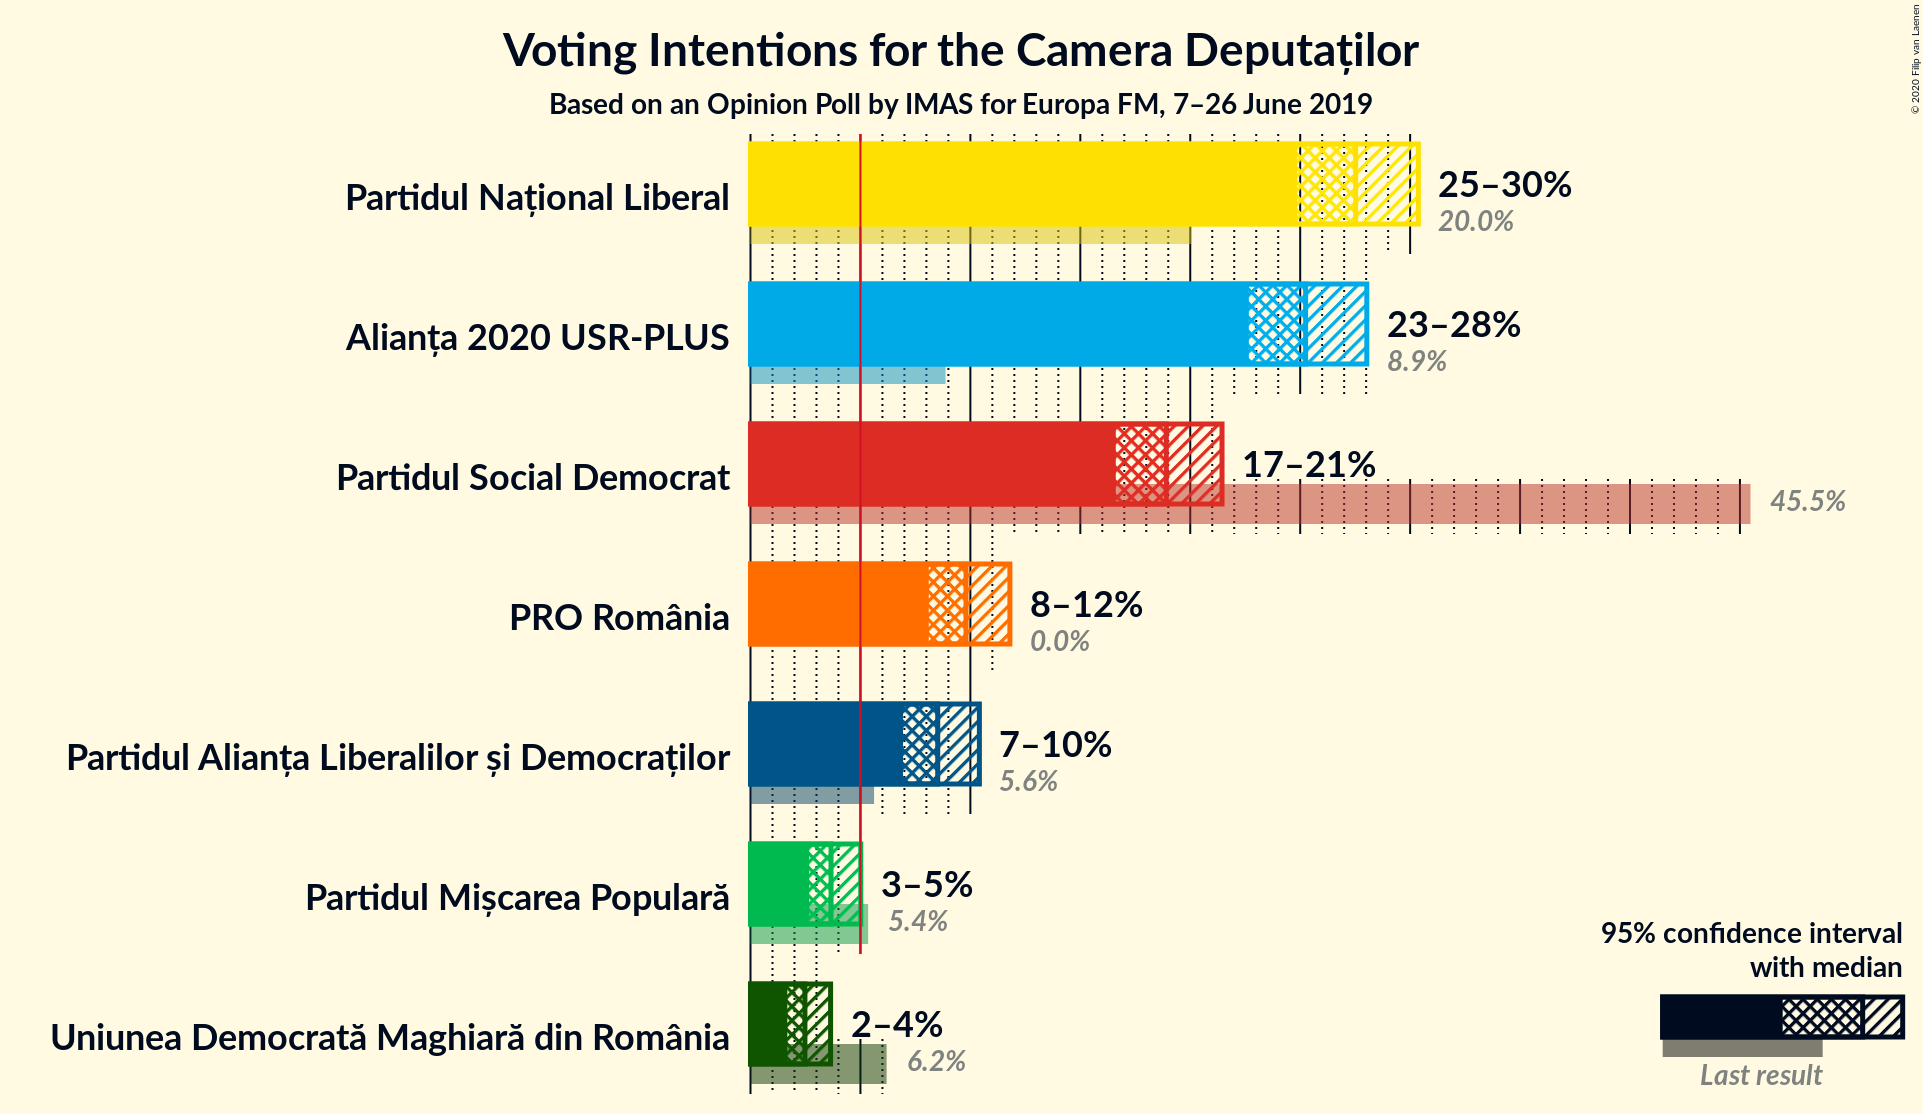 Voting Intentions for the Camera Deputaților
Based on an Opinion Poll by IMAS for Europa FM, 7–26 June 2019
© 2020 Filip van Laenen
Partidul Național Liberal
25–30%
20.0%
Alianța 2020 USR-PLUS
23–28%
8.9%
Partidul Social Democrat
17–21%
45.5%
PRO România
8–12%
0.0%
Partidul Alianța Liberalilor și Democraților
7–10%
5.6%
Partidul Mișcarea Populară
3–5%
5.4%
Uniunea Democrată Maghiară din România
2–4%
6.2%
95% confidence interval
with median
Last result